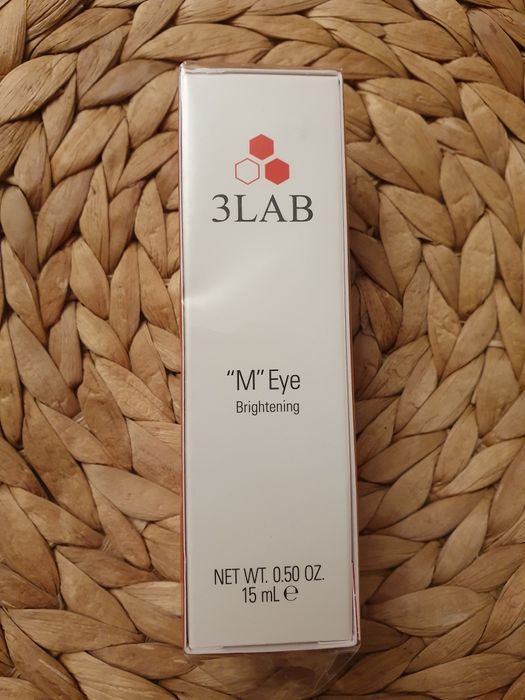 3LAB
“M” Eye
Brightening
NET WT. 0.50 OZ.
15 mL ℮